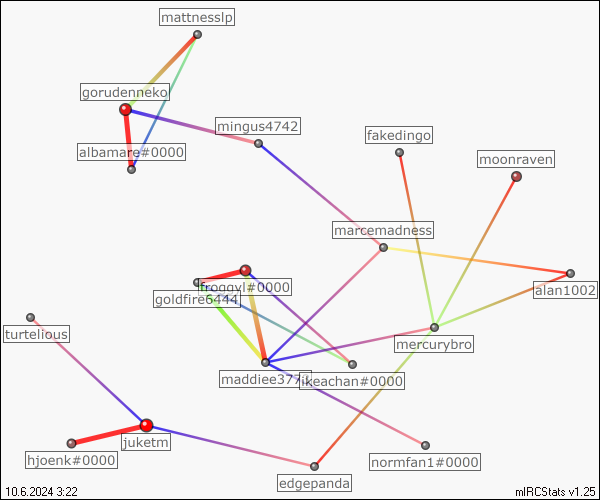 mattnesslp
gorudenneko
mingus4742
fakedingo
albamare#0000
moonraven
marcemadness
froggyl#0000
goldfire6444
alan1002
turtelious
mercurybro
maddiee377
ikeachan#0000
juketm
hjoenk#0000
normfan1#0000
edgepanda
10.6.2024 3:22
mIRCStats v1.25